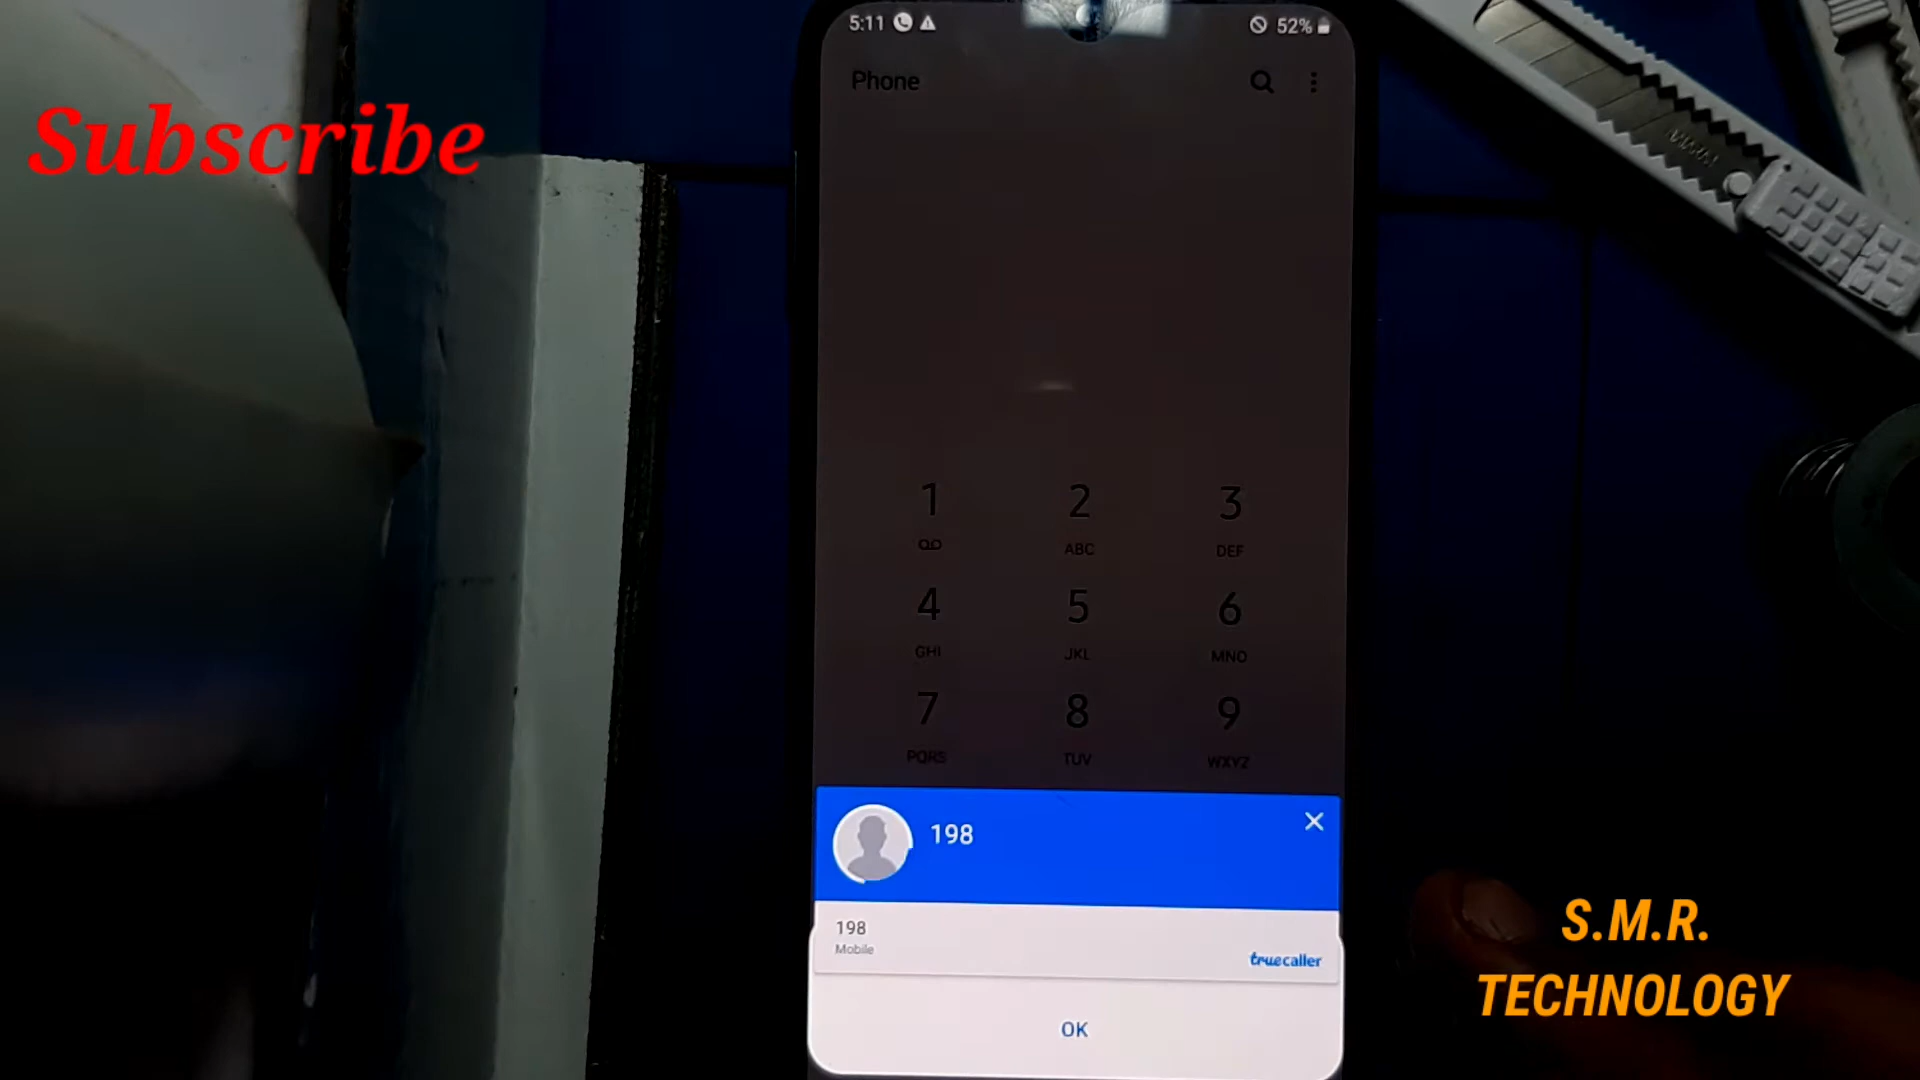 5:11 52%
Phone
Subscribe
1 2 3
ABC DEF
4 5 6
GHI JKL MNO
7 8 9
PQRS TUV WXYZ
198
198
Mobile
truecaller
OK
S.M.R.
TECHNOLOGY